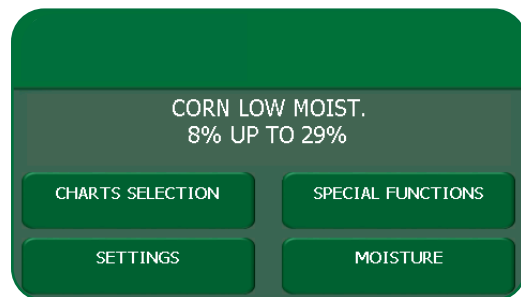 CORN LOW MOIST.
8% UP TO 29%
CHARTS SELECTION
SPECIAL FUNCTIONS
SETTINGS
MOISTURE